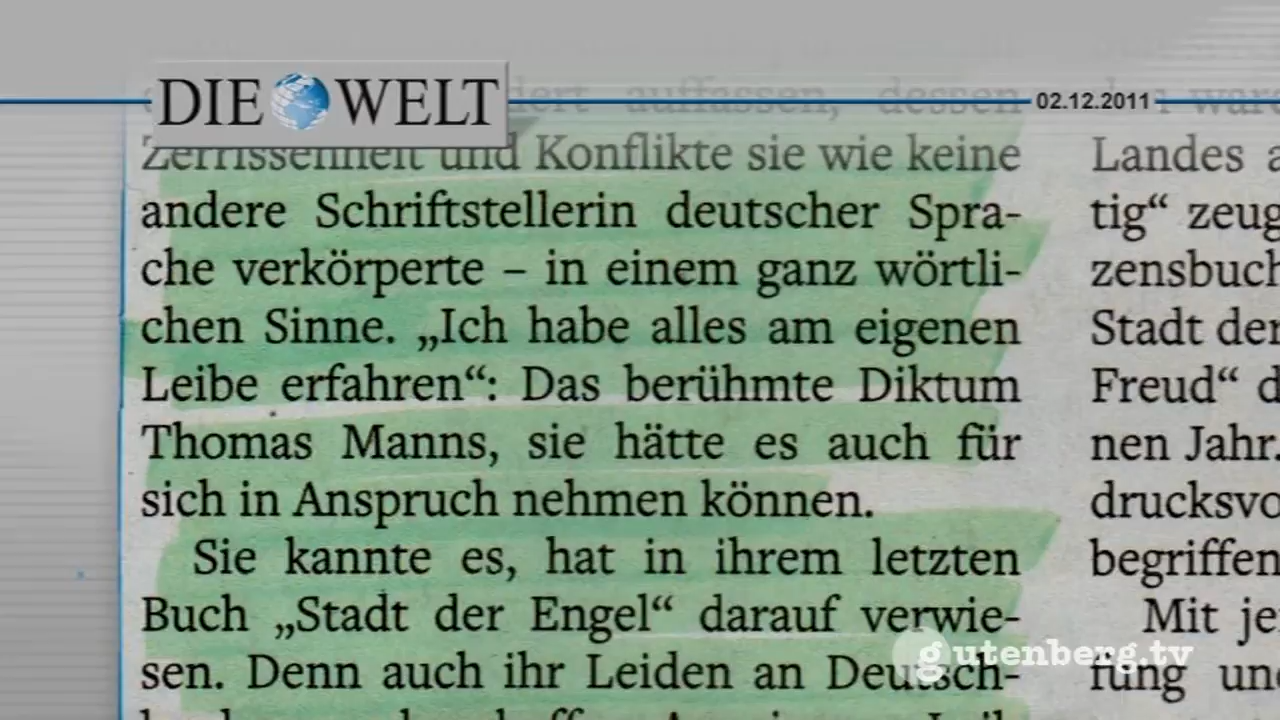 DIE WELT
02.12.2011
dert auffassen, dessen
Zerrissenheit und Konflikte sie wie keine
andere Schriftstellerin deutscher Spra-
che verkörperte – in einem ganz wörtli-
chen Sinne. „Ich habe alles am eigenen
Leibe erfahren“: Das berühmte Diktum
Thomas Manns, sie hätte es auch für
sich in Anspruch nehmen können.
Sie kannte es, hat in ihrem letzten
Buch „Stadt der Engel“ darauf verwie-
sen. Denn auch ihr Leiden an Deutsch-
Landes
tig“ zeug
zensbuch
Stadt der
Freud“ d
nen Jahr.
drucksvo
begriffen
Mit je
fung und
gutenberg.tv